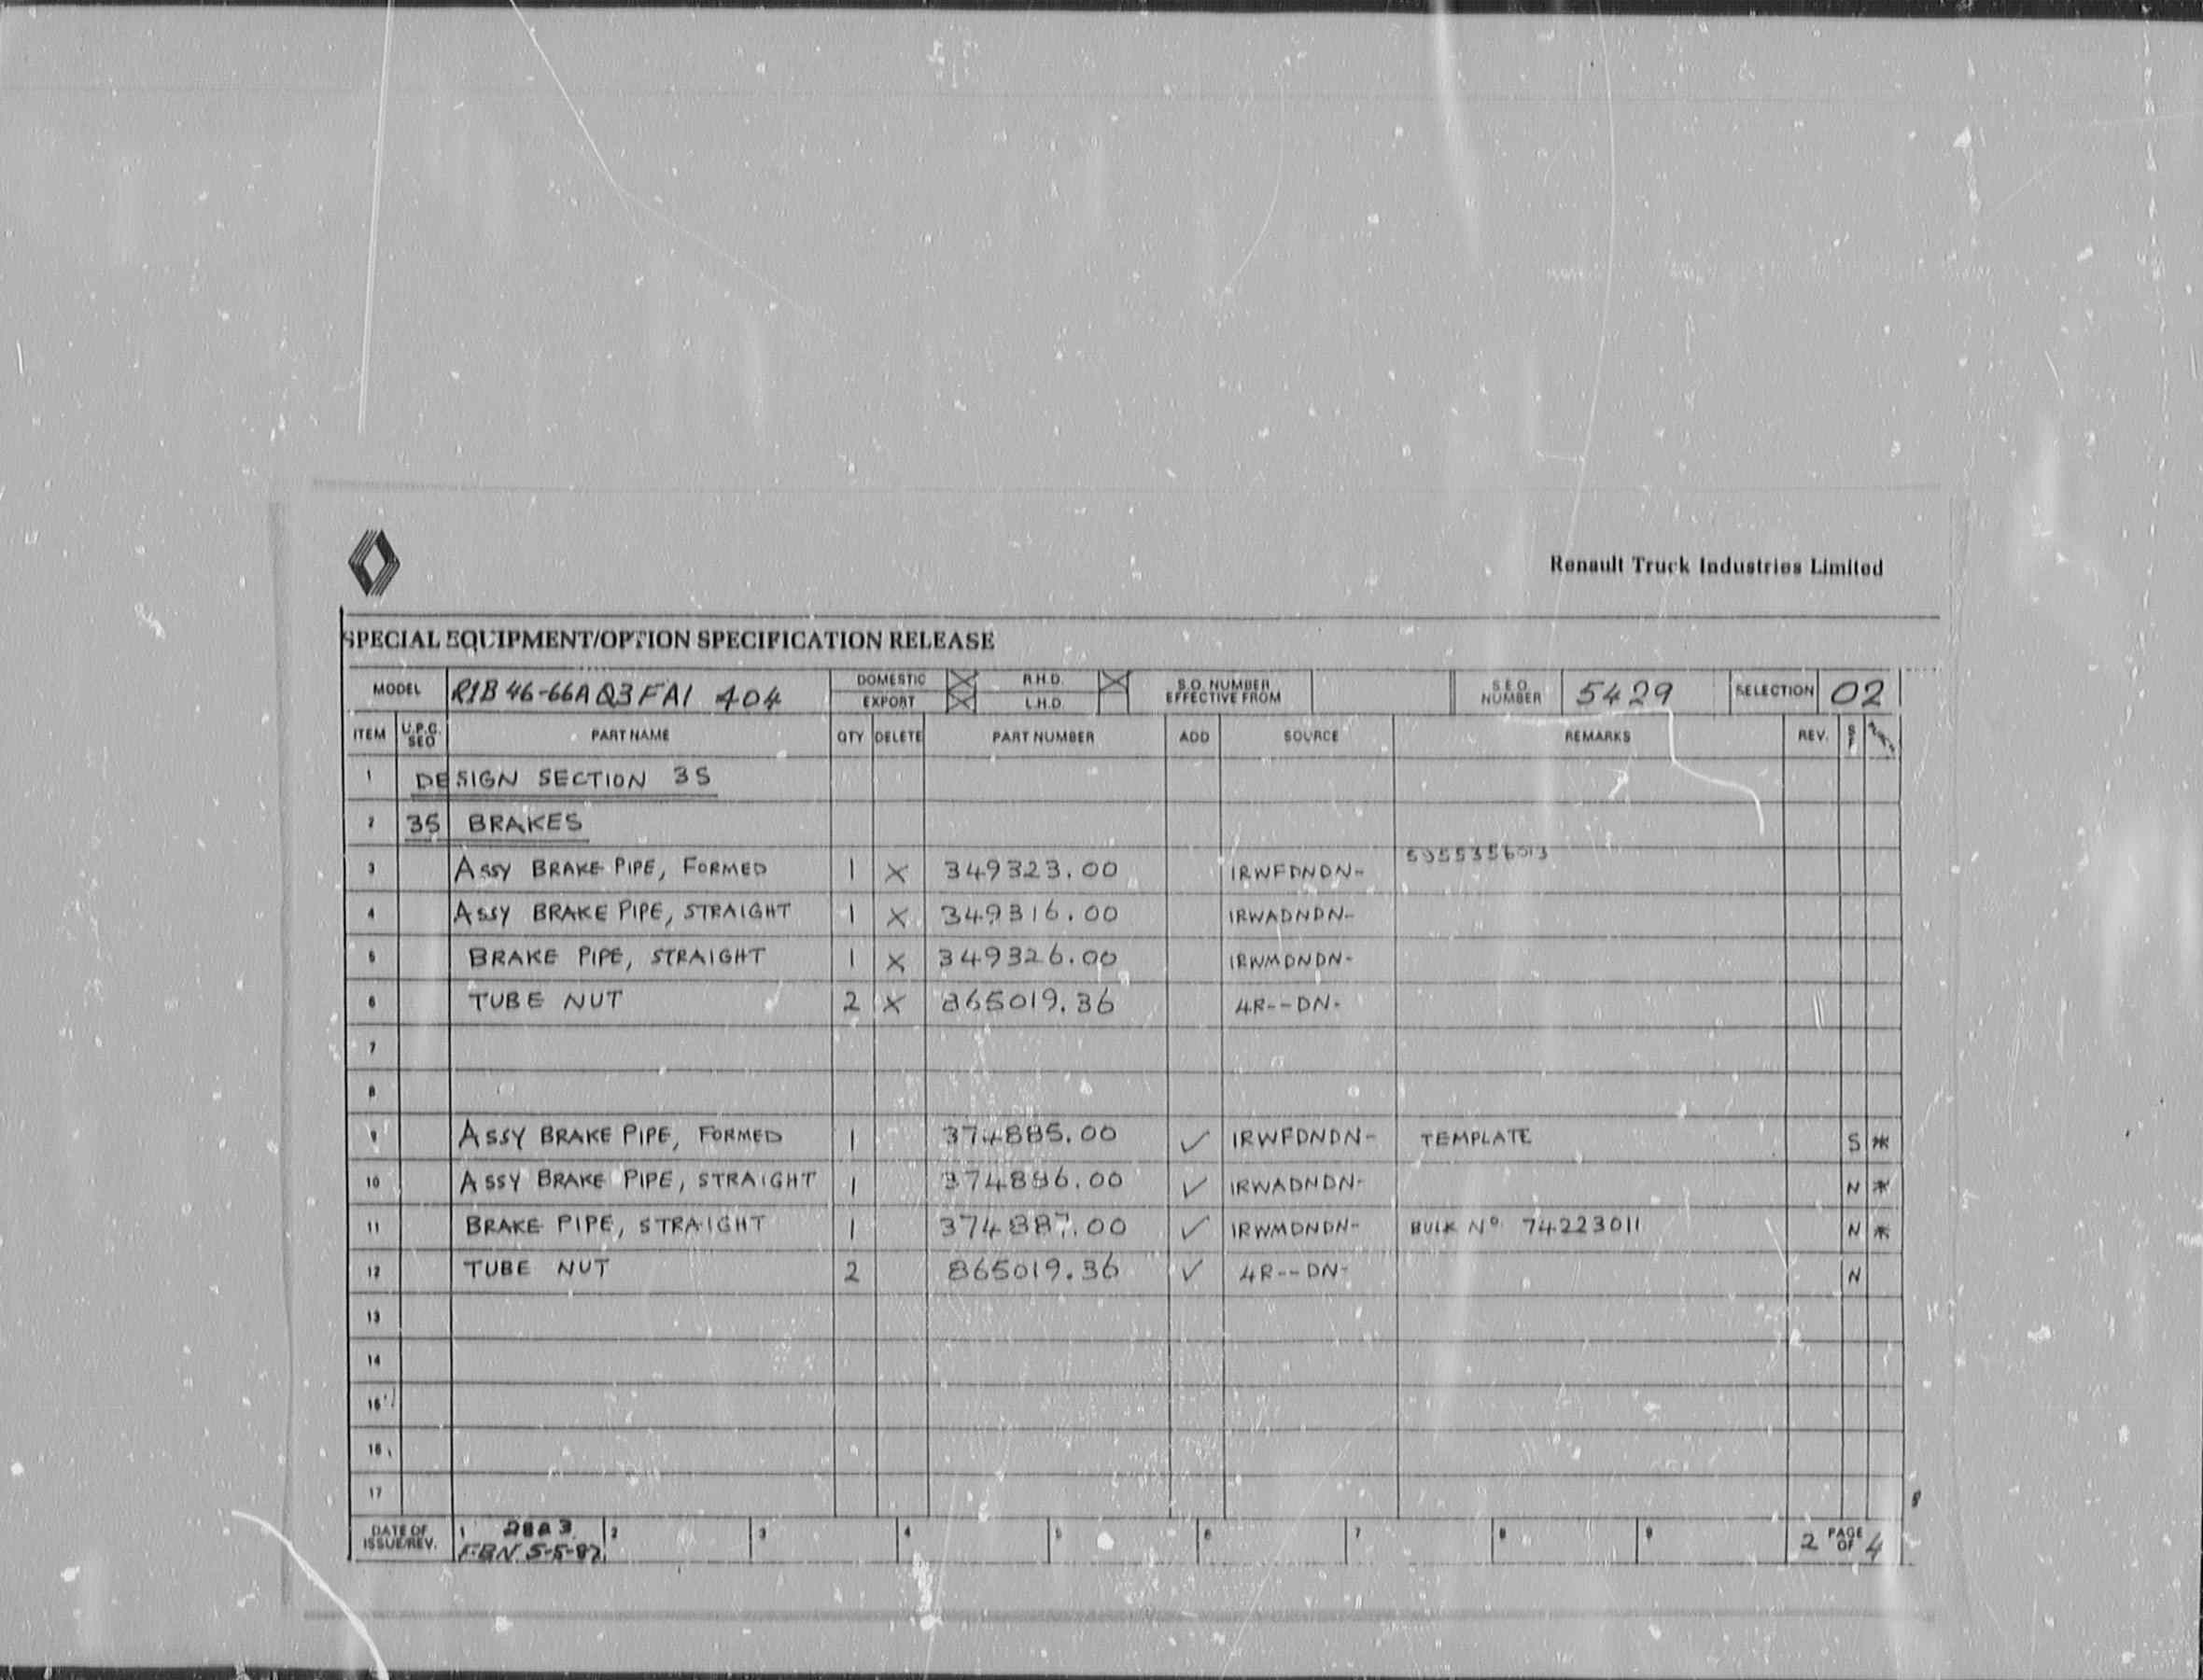 Renault Truck Industries Limited
SPECIAL EQUIPMENT/OPTION SPECIFICATION RELEASE
MODEL R1B 46-66A Q3 FA1 404 DOMESTIC X R.H.D. X S.O. NUMBER EFFECTIVE FROM S.E.O. NUMBER 5429 SELECTION 02
EXPORT X L.H.D.
ITEM U.P.G. SEQ PART NAME QTY DELETE PART NUMBER ADD SOURCE REMARKS REV.
1 DESIGN SECTION 35
2 35 BRAKES
3 ASSY BRAKE PIPE, FORMED 1 X 349323.00 IRWFDNDN-
4 ASSY BRAKE PIPE, STRAIGHT 1 X 349316.00 IRWADNDN-
5 BRAKE PIPE, STRAIGHT 1 X 349326.00 IRWMDNDN-
6 TUBE NUT 2 X 865019.36 4R--DN-
7
8
9 ASSY BRAKE PIPE, FORMED 1 374885.00 ✓ IRWFDNDN- TEMPLATE S *
10 ASSY BRAKE PIPE, STRAIGHT 1 374886.00 ✓ IRWADNDN- N *
11 BRAKE PIPE, STRAIGHT 1 374887.00 ✓ IRWMDNDN- BULK Nº 74223011 N *
12 TUBE NUT 2 865019.36 ✓ 4R--DN- N
13
14
15
16
17
DATE OF ISSUE/REV. 1 2 3 4 5 6 7 8 9 2 PAGE OF 4